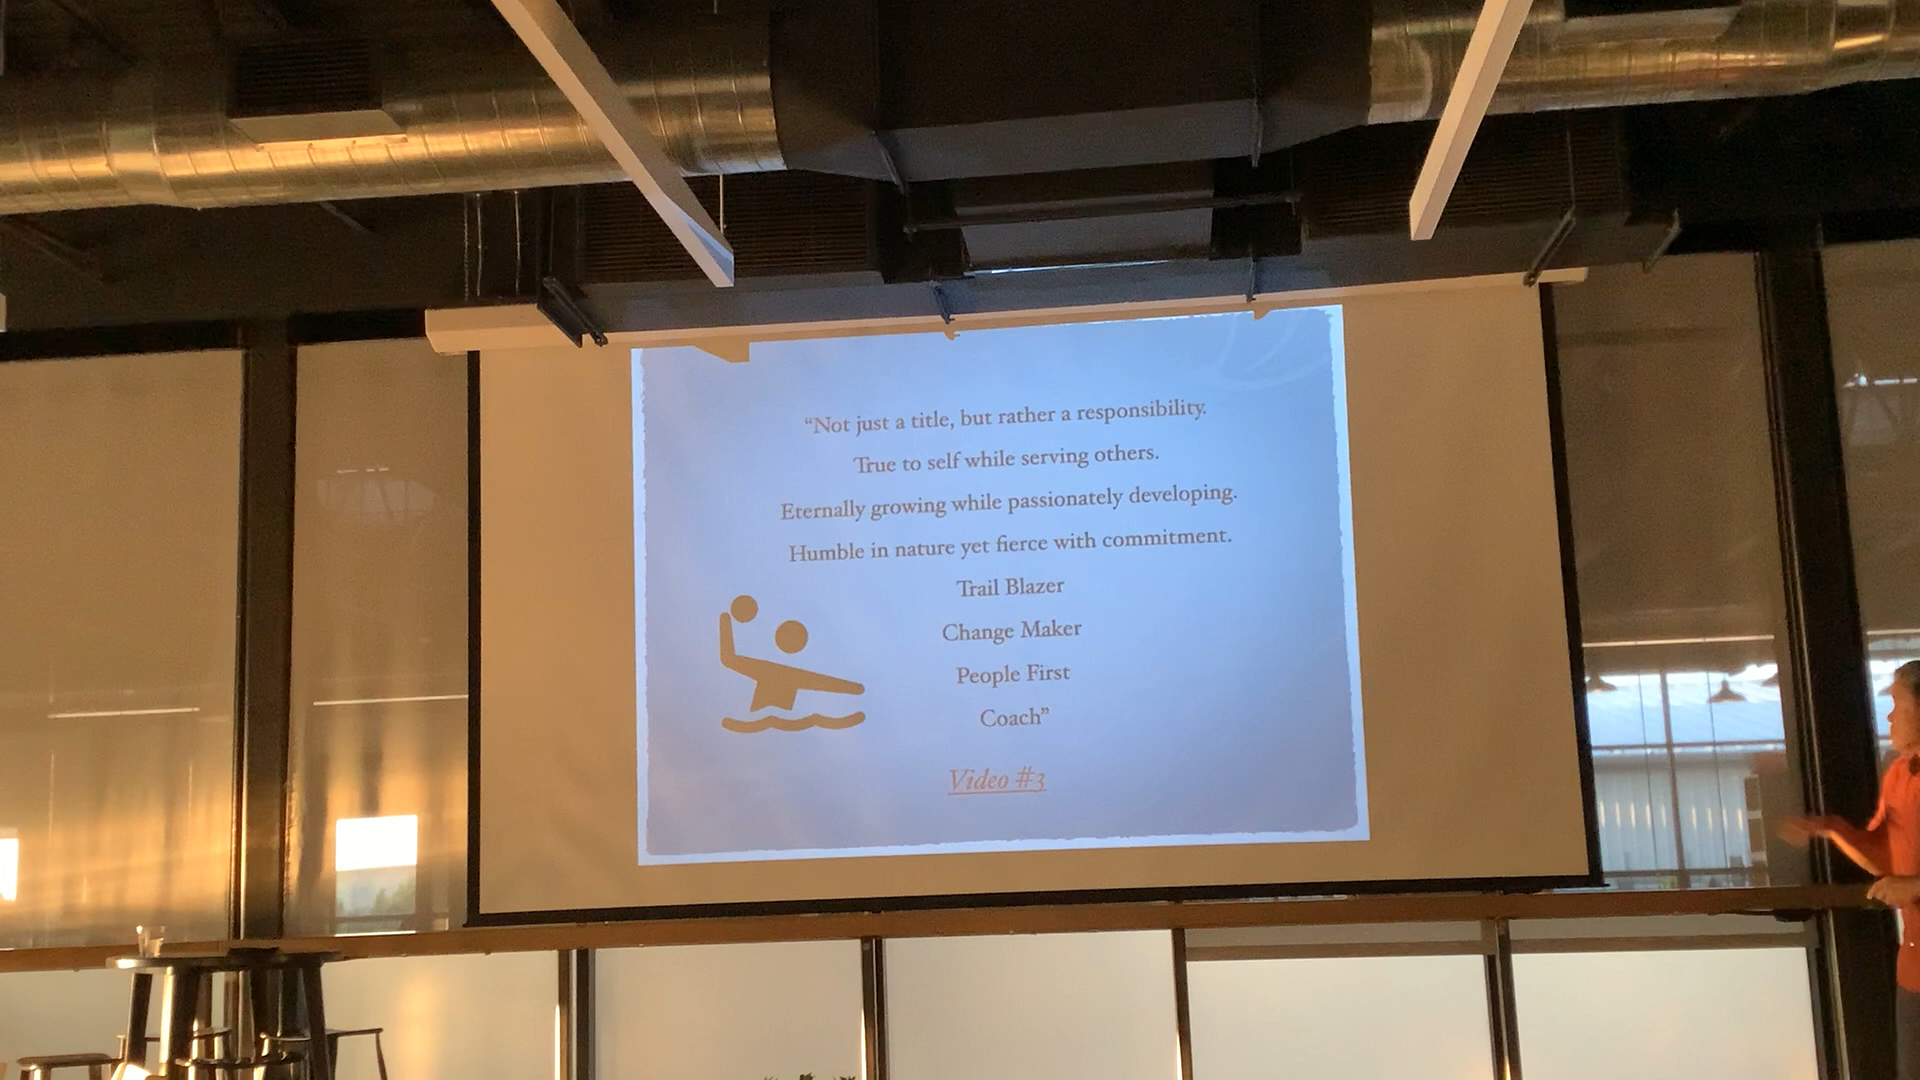 “Not just a title, but rather a responsibility.
True to self while serving others.
Eternally growing while passionately developing.
Humble in nature yet fierce with commitment.
Trail Blazer
Change Maker
People First
Coach”
Video #3